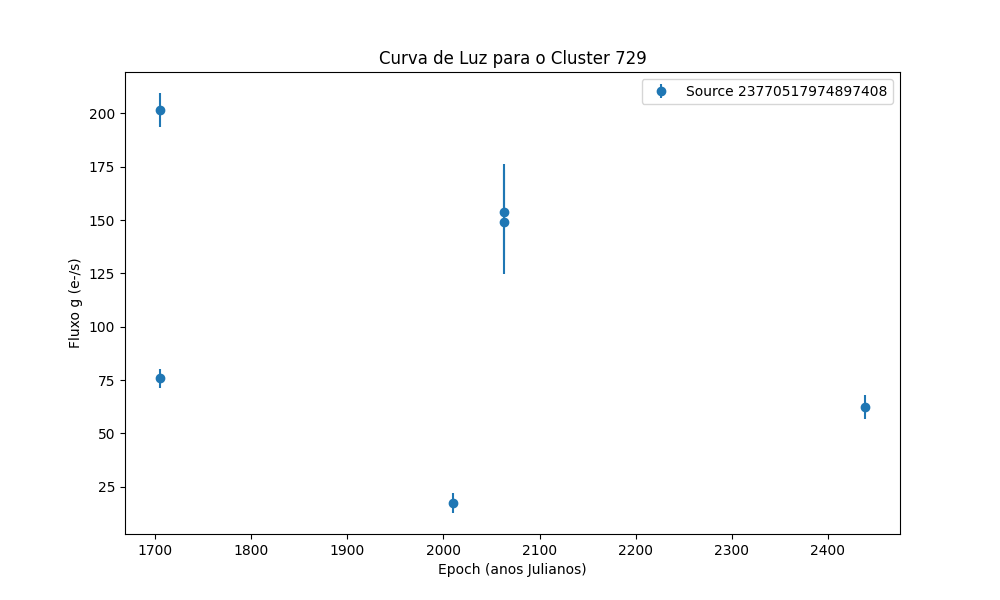 Curva de Luz para o Cluster 729
Source 23770517974897408
Fluxo g (e-/s)
200
175
150
125
100
75
50
25
1700 1800 1900 2000 2100 2200 2300 2400
Epoch (anos Julianos)